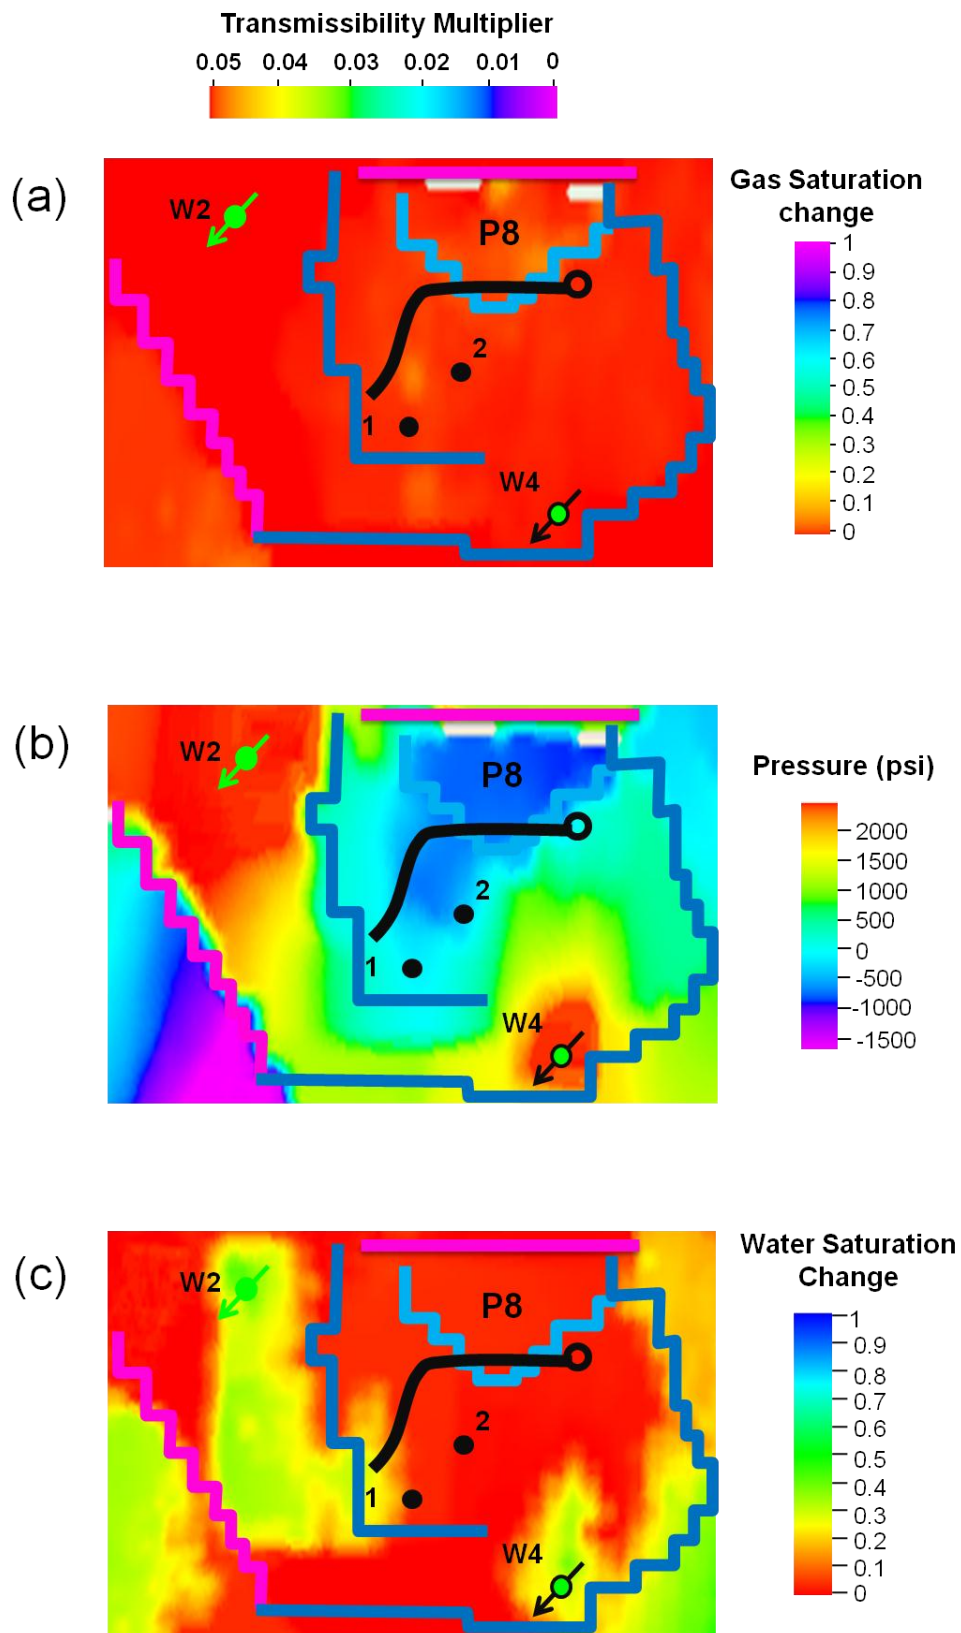 Transmissibility Multiplier
0.05 0.04 0.03 0.02 0.01 0
(a)
W2
P8
2
1
W4
Gas Saturation
change
1
0.9
0.8
0.7
0.6
0.5
0.4
0.3
0.2
0.1
0
(b)
W2
P8
2
1
W4
Pressure (psi)
2000
1500
1000
500
0
-500
-1000
-1500
(c)
W2
P8
2
1
W4
Water Saturation
Change
1
0.9
0.8
0.7
0.6
0.5
0.4
0.3
0.2
0.1
0